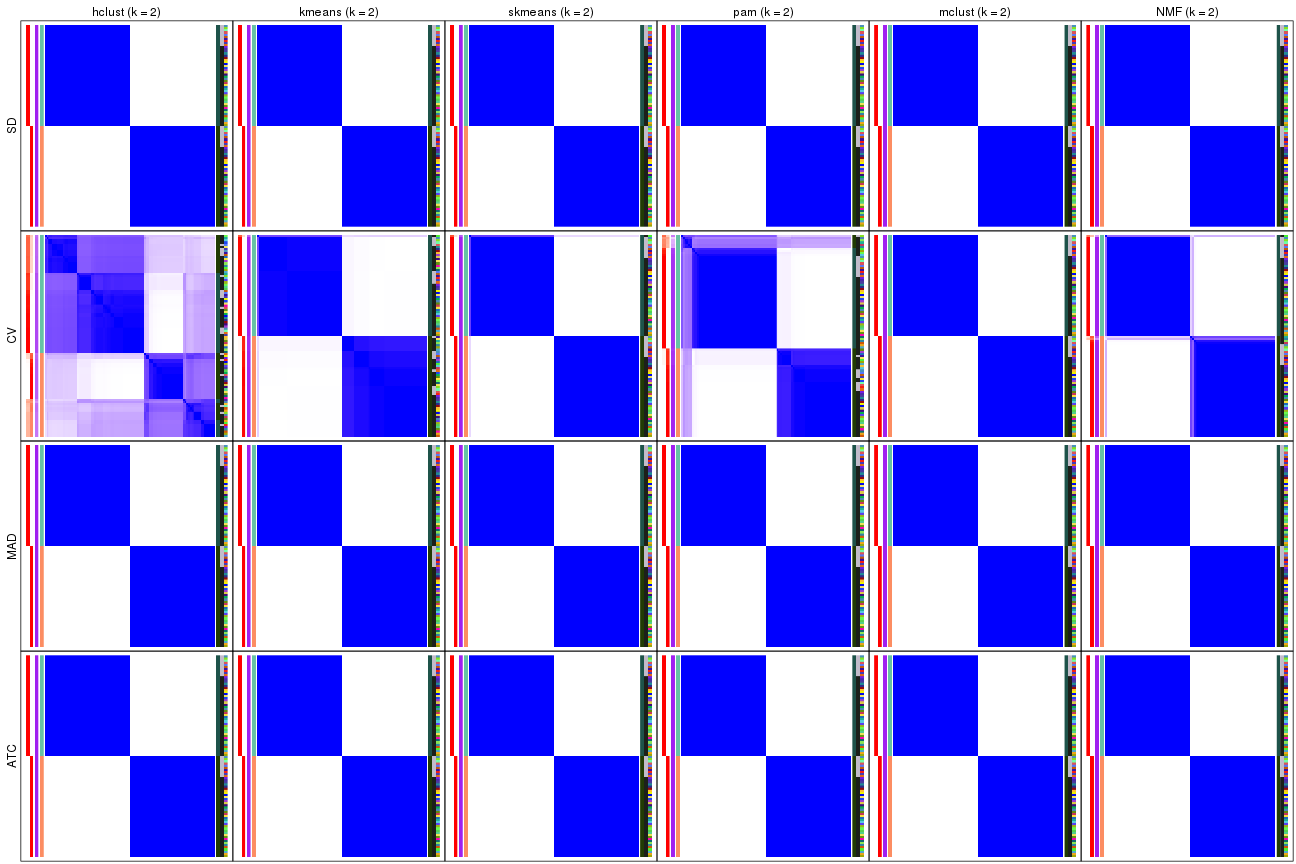 hclust (k = 2) kmeans (k = 2) skmeans (k = 2) pam (k = 2) mclust (k = 2) NMF (k = 2)
SD
CV
MAD
ATC